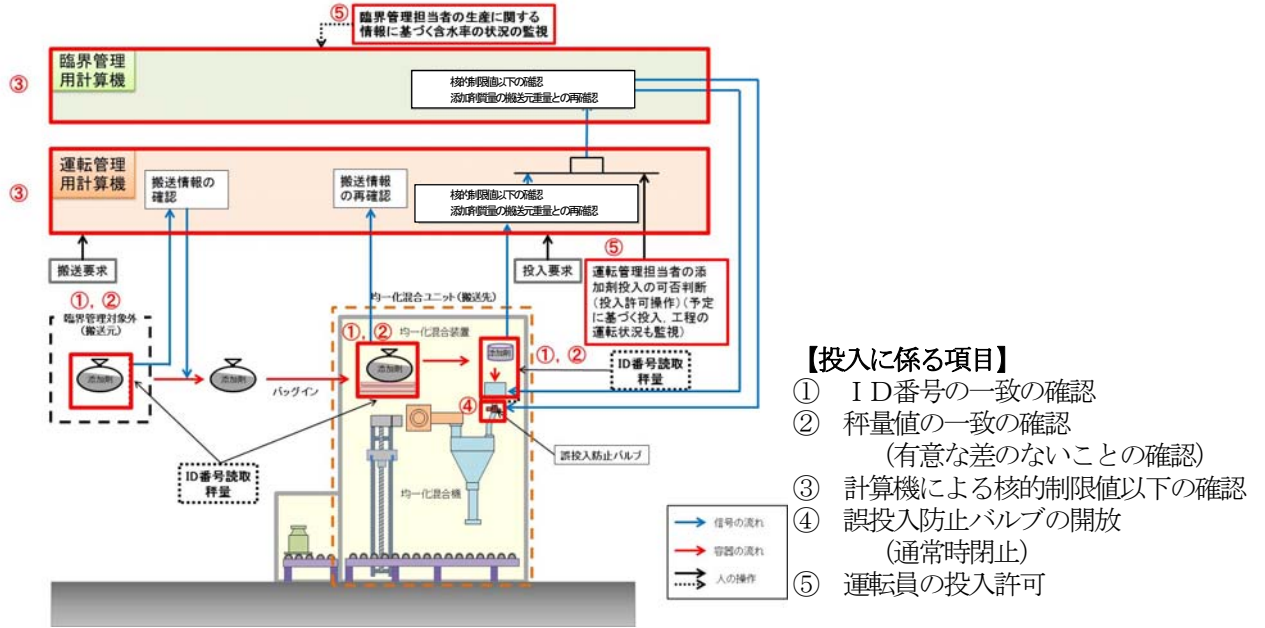 ⑤
臨界管理担当者の生産に関する
情報に基づく含水率の状況の監視
③
臨界管理
用計算機
核的制限値以下の確認
添加剤質量の搬送元重量との再確認
③
運転管理
用計算機
搬送情報の
確認
搬送情報
の再確認
核的制限値以下の確認
添加剤質量の搬送元重量との再確認
搬送要求
投入要求
⑤
運転管理担当者の添
加剤投入の可否判断
(投入許可操作)(予定
に基づく投入、工程の
運転状況も監視)
①, ②
臨界管理対象外
(搬送元)
添加剤
添加剤
バッグイン
均一化混合ユニット(搬送先)
①, ②
均一化混合装置
添加剤
添加剤
①, ②
ID番号読取
秤量
④
誤投入防止バルブ
ID番号読取
秤量
均一化混合機
信号の流れ
容器の流れ
人の操作
【投入に係る項目】
① ID番号の一致の確認
② 秤量値の一致の確認
(有意な差のないことの確認)
③ 計算機による核的制限値以下の確認
④ 誤投入防止バルブの開放
(通常時閉止)
⑤ 運転員の投入許可